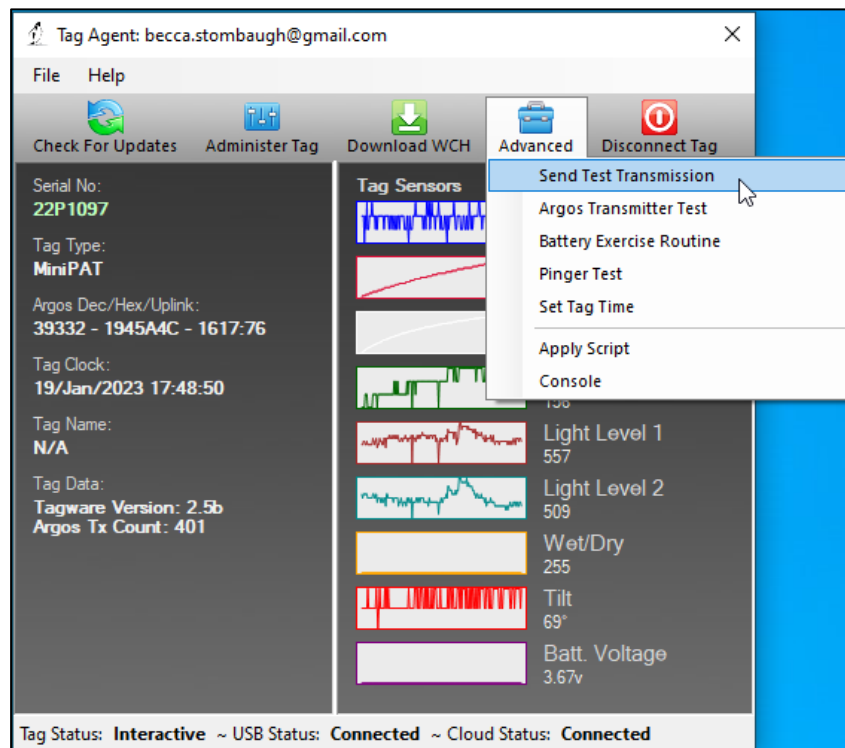 Tag Agent: becca.stombaugh@gmail.com
File Help
Check For Updates Administer Tag Download WCH Advanced Disconnect Tag
Send Test Transmission
Argos Transmitter Test
Battery Exercise Routine
Pinger Test
Set Tag Time
Apply Script
Console
Serial No:
22P1097
Tag Type:
MiniPAT
Argos Dec/Hex/Uplink:
39332 - 1945A4C - 1617:76
Tag Clock:
19/Jan/2023 17:48:50
Tag Name:
N/A
Tag Data:
Tagware Version: 2.5b
Argos Tx Count: 401
Tag Sensors
Light Level 1
557
Light Level 2
509
Wet/Dry
255
Tilt
69°
Batt. Voltage
3.67v
Tag Status: Interactive ~ USB Status: Connected ~ Cloud Status: Connected